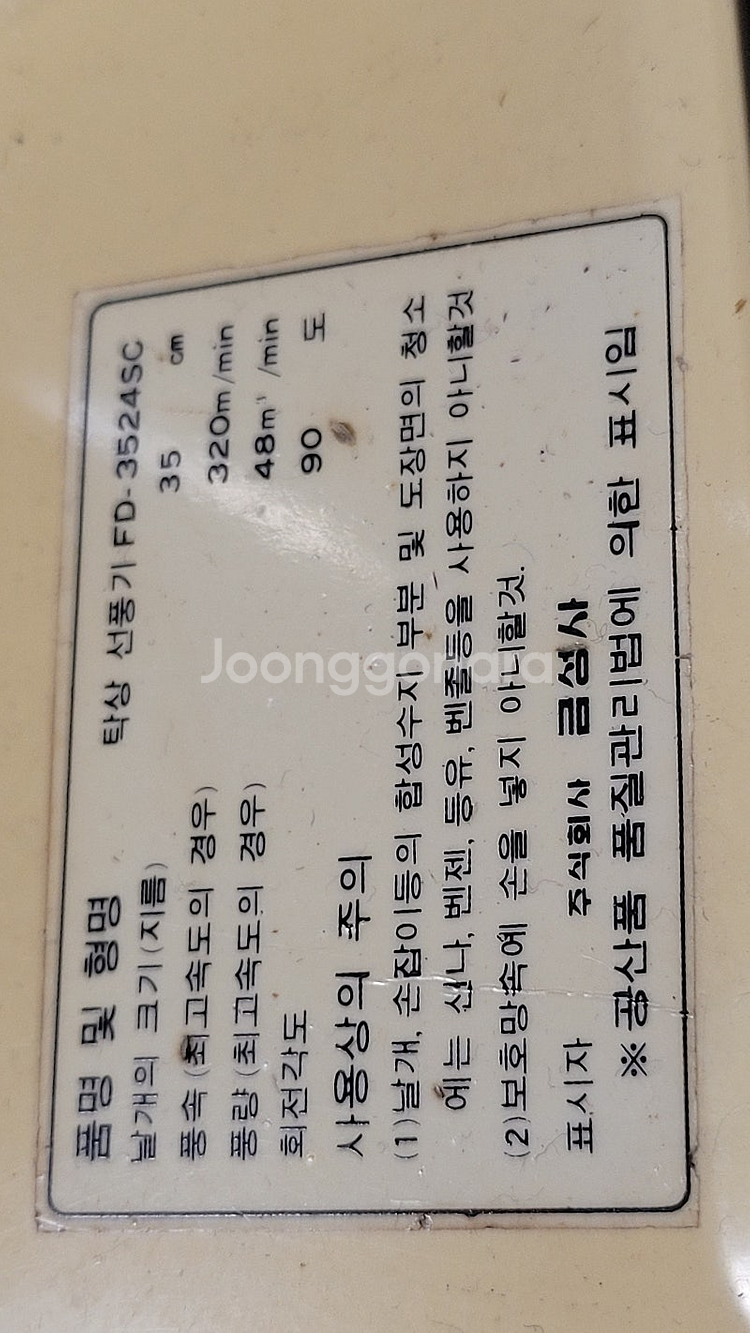 품명 및 형명 탁상 선풍기 FD-3524SC
날개의 크기(지름) 35 cm
풍속(최고속도의 경우) 320m/min
풍량(최고속도의 경우) 48m³/min
회전각도 90 도
사용상의 주의
(1)날개, 손잡이등의 합성수지 부분 및 도장면의 청소
에는 신나, 벤젠, 등유, 벤졸등을 사용하지 아니할것
(2)보호망속에 손을 넣지 아니할것.
표시자 주식회사 금성사
※공산품 품질관리법에 의한 표시임
Joonggonara